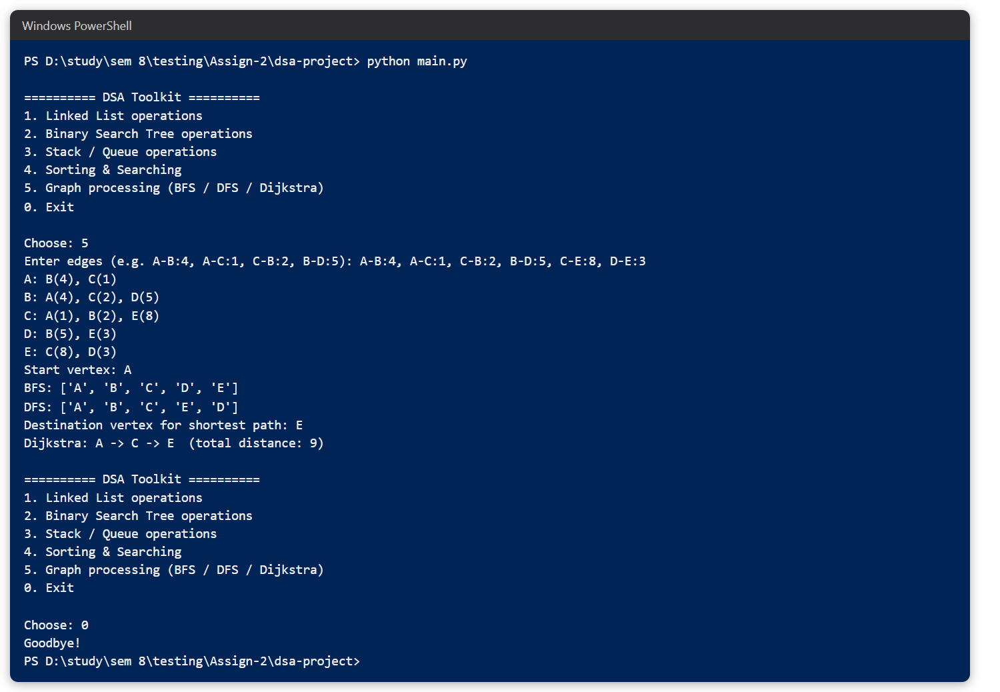 Windows PowerShell
PS D:\study\sem 8\testing\Assign-2\dsa-project> python main.py
========== DSA Toolkit ==========
1. Linked List operations
2. Binary Search Tree operations
3. Stack / Queue operations
4. Sorting & Searching
5. Graph processing (BFS / DFS / Dijkstra)
0. Exit
Choose: 5
Enter edges (e.g. A-B:4, A-C:1, C-B:2, B-D:5): A-B:4, A-C:1, C-B:2, B-D:5, C-E:8, D-E:3
A: B(4), C(1)
B: A(4), C(2), D(5)
C: A(1), B(2), E(8)
D: B(5), E(3)
E: C(8), D(3)
Start vertex: A
BFS: ['A', 'B', 'C', 'D', 'E']
DFS: ['A', 'B', 'C', 'E', 'D']
Destination vertex for shortest path: E
Dijkstra: A -> C -> E  (total distance: 9)
========== DSA Toolkit ==========
1. Linked List operations
2. Binary Search Tree operations
3. Stack / Queue operations
4. Sorting & Searching
5. Graph processing (BFS / DFS / Dijkstra)
0. Exit
Choose: 0
Goodbye!
PS D:\study\sem 8\testing\Assign-2\dsa-project>